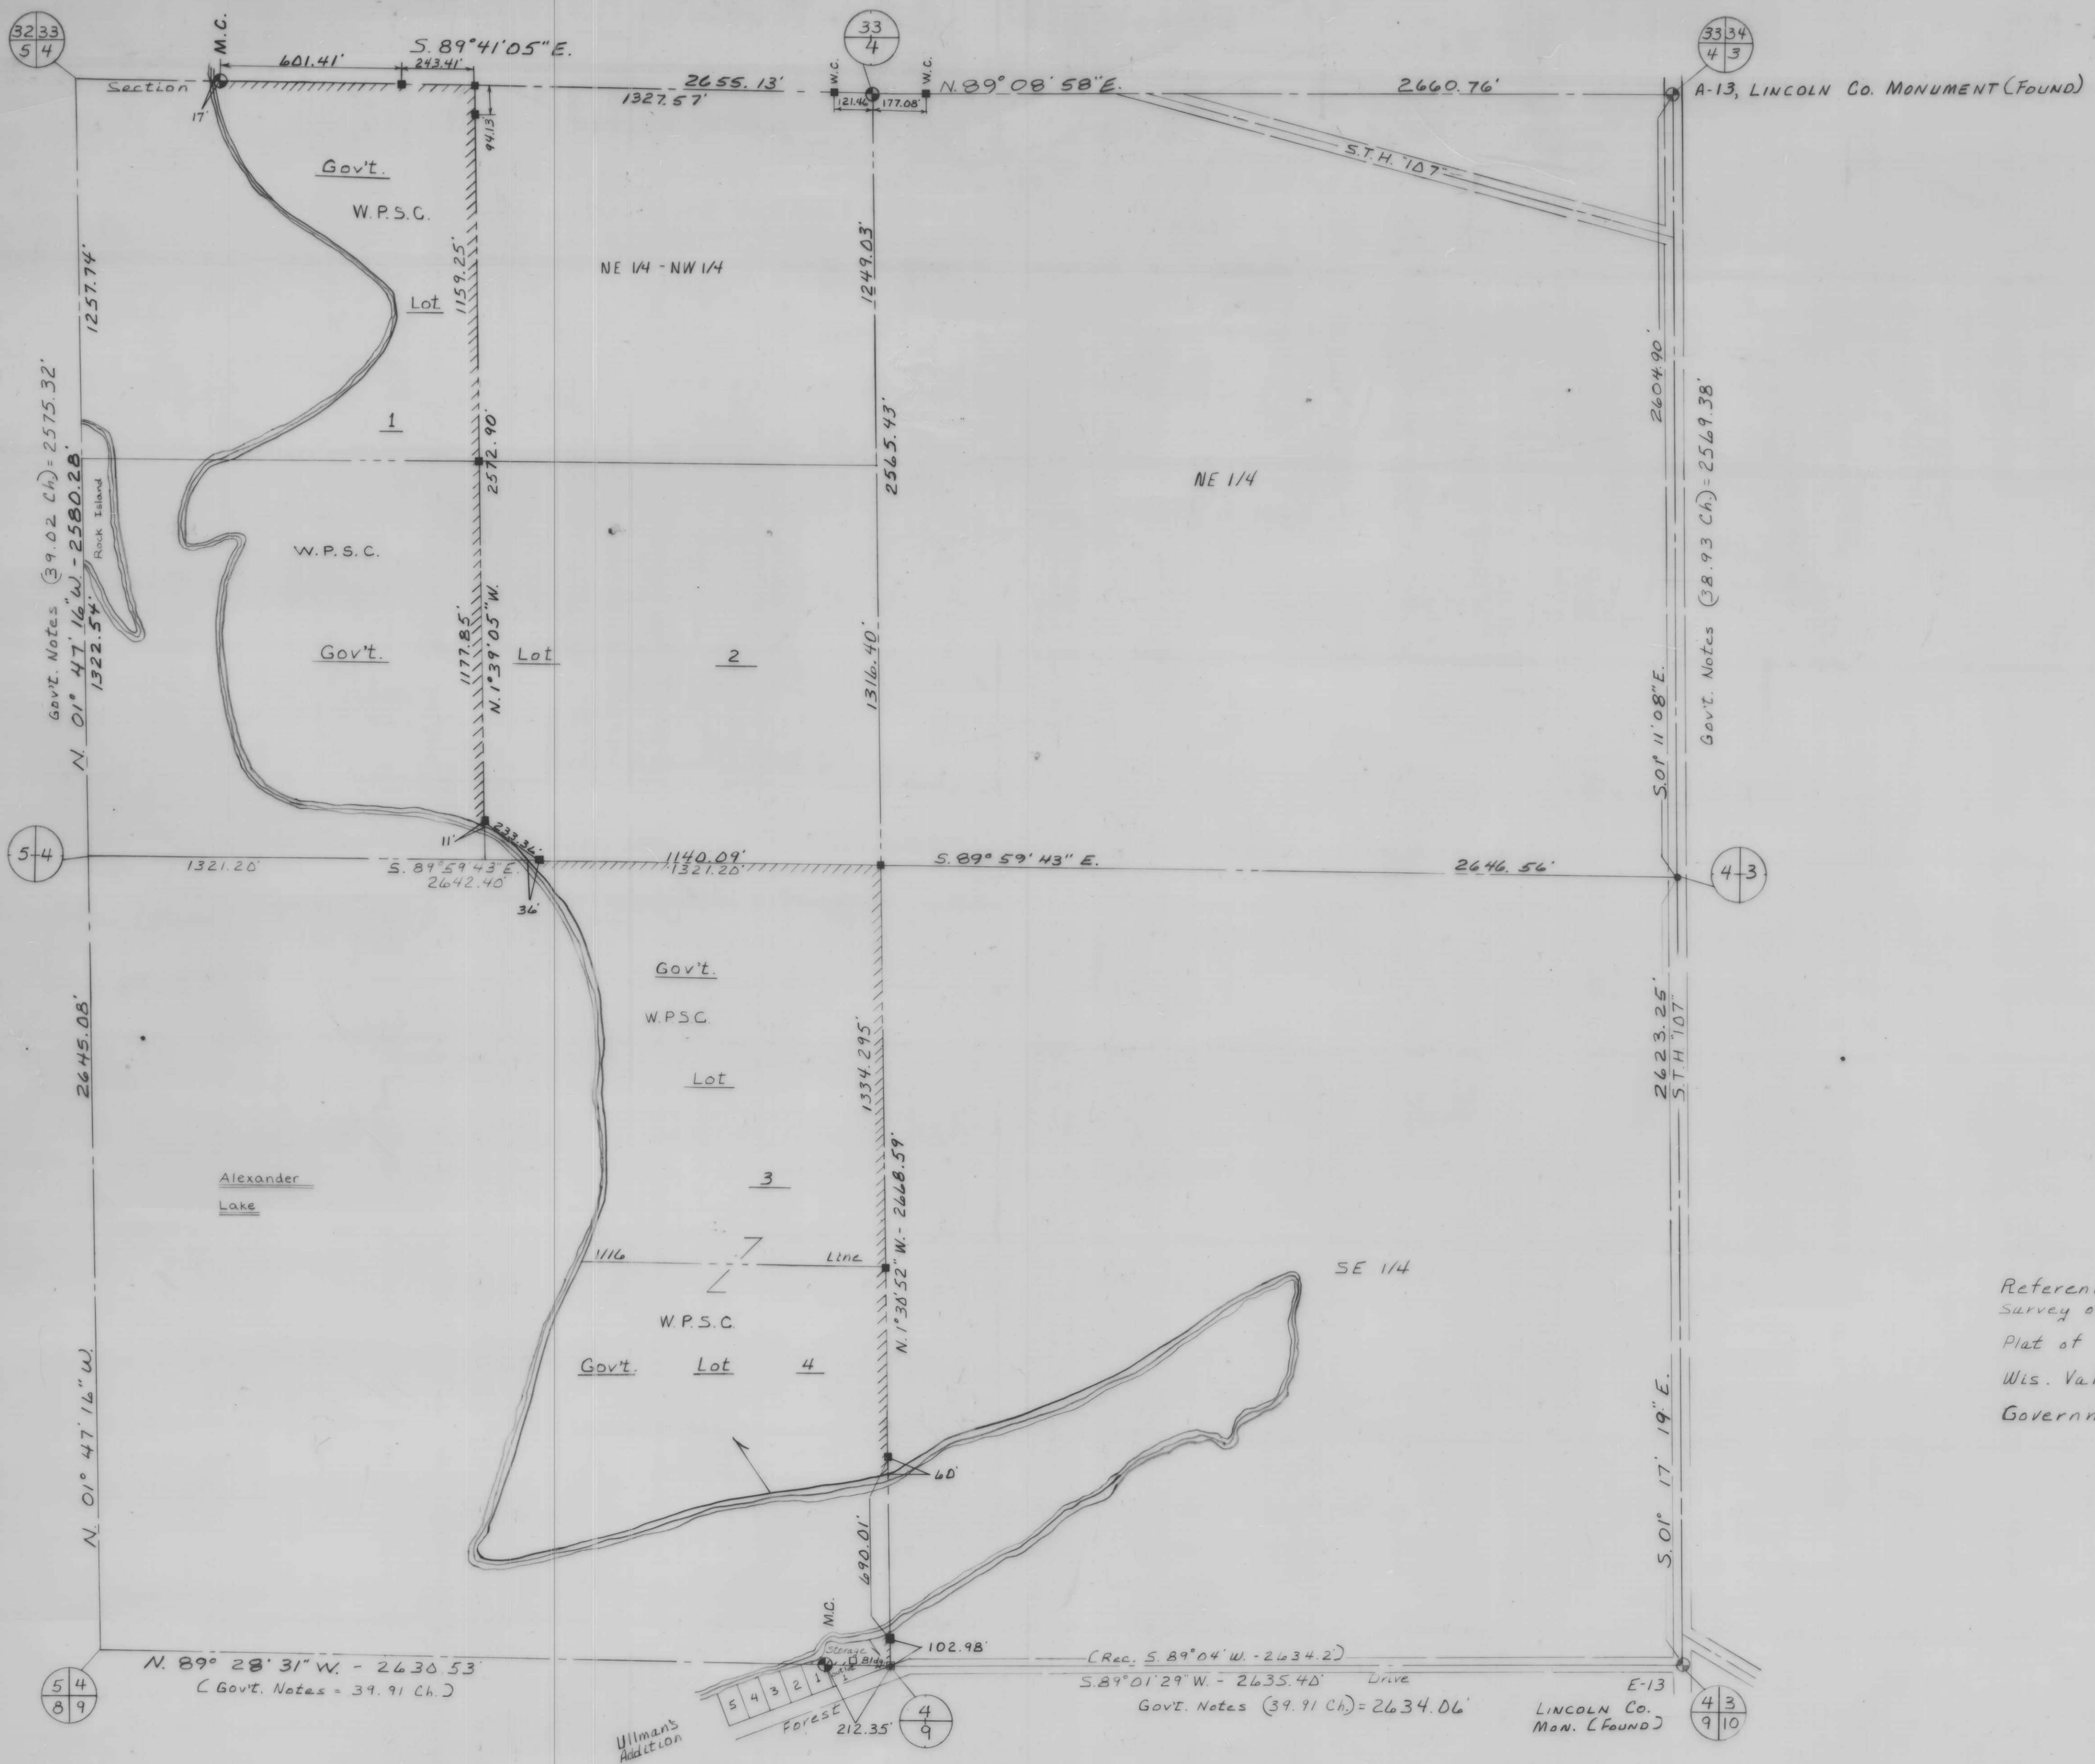 32 33
5 4
M.C.
601.41'
S. 89° 41' 05" E.
243.41'
33
4
33 34
4 3
Section
17'
2655.13'
1327.57'
W.C.
W.C.
121.46'
177.08'
N. 89° 08' 58" E.
2660.76'
A-13, LINCOLN CO. MONUMENT (FOUND)
94.13'
S.T.H. "107"
Gov't.
W.P.S.C.
Lot
1
1159.25'
NE 1/4 - NW 1/4
1249.03'
1257.74'
2604.90'
Gov't. Notes (39.02 Ch.) = 2575.32'
N. 01° 47' 16" W. - 2580.28'
1322.54'
Rock Island
2572.90'
2565.43'
NE 1/4
Gov't. Notes (38.93 Ch.) = 2569.38'
W.P.S.C.
Gov't.
Lot
2
1177.85'
N. 1° 39' 05" W.
1316.40'
S. 01° 11' 08" E.
5 4
11'
233.36'
1321.20'
S. 89° 59' 43" E.
2642.40'
36'
1140.09'
1321.20'
S. 89° 59' 43" E.
2646.56'
4 3
2645.08'
Gov't.
W.P.S.C.
Lot
3
1334.295'
2623.25'
S.T.H. "107"
Alexander
Lake
N. 1° 30' 52" W. - 2668.59'
1/16
Line
SE 1/4
W.P.S.C.
Gov't. Lot 4
Survey
Plat of
Wis.
60'
N. 01° 47' 16" W.
690.01'
S. 01° 17' 19" E.
M.C.
Storage
Bldg.
102.98'
N. 89° 28' 31" W. - 2630.53'
(Gov't. Notes = 39.91 Ch.)
5 4
8 9
5 4 3 2 1
1
Forest
Ullman's
Addition
212.35'
4
9
(Rec. S. 89° 04' W. - 2634.2')
S. 89° 01' 29" W. - 2635.40'
Drive
Gov't. Notes (39.91 Ch.) = 2634.06'
E-13
LINCOLN CO.
MON. (FOUND)
4 3
9 10